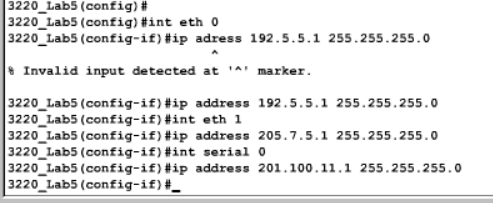 3220_Lab5(config)#
3220_Lab5(config)#int eth 0
3220_Lab5(config-if)#ip adress 192.5.5.1 255.255.255.0
^
% Invalid input detected at '^' marker.
3220_Lab5(config-if)#ip address 192.5.5.1 255.255.255.0
3220_Lab5(config-if)#int eth 1
3220_Lab5(config-if)#ip address 205.7.5.1 255.255.255.0
3220_Lab5(config-if)#int serial 0
3220_Lab5(config-if)#ip address 201.100.11.1 255.255.255.0
3220_Lab5(config-if)#_